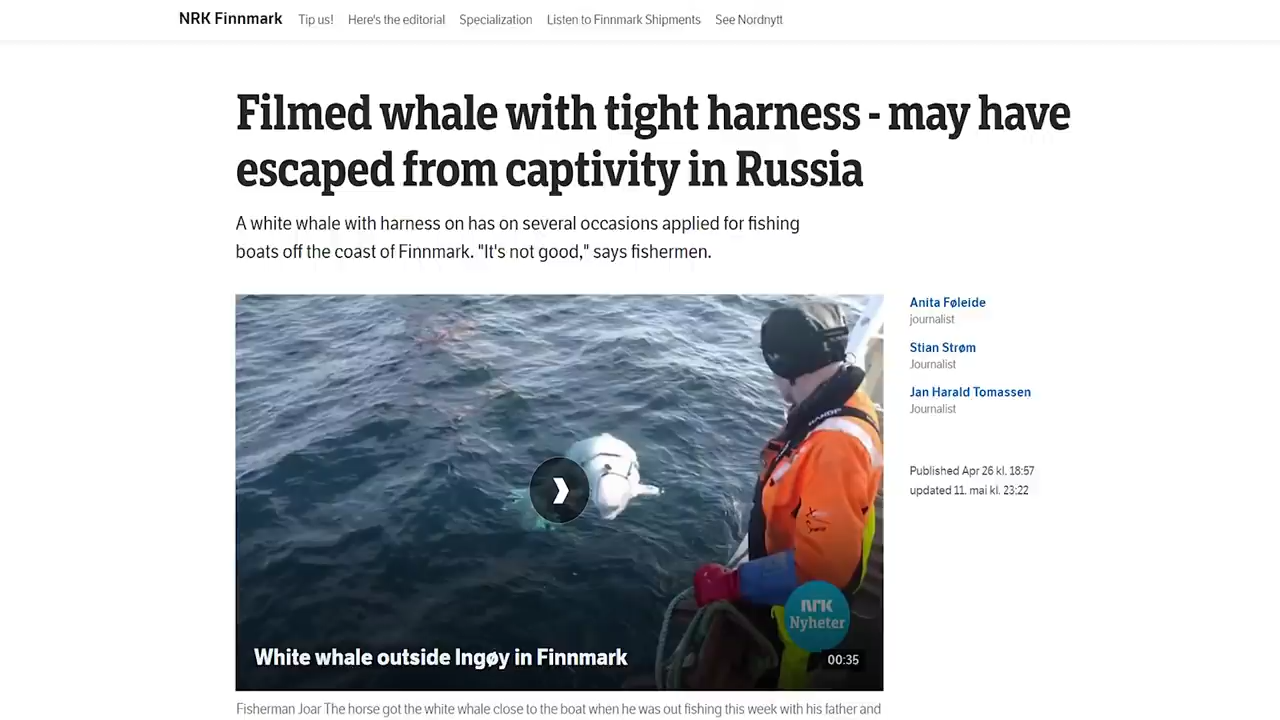 NRK Finnmark Tip us! Here's the editorial Specialization Listen to Finnmark Shipments See Nordnytt
Filmed whale with tight harness - may have
escaped from captivity in Russia
A white whale with harness on has on several occasions applied for fishing
boats off the coast of Finnmark. "It's not good," says fishermen.
Anita Føleide
journalist
Stian Strøm
Journalist
Jan Harald Tomassen
Journalist
Published Apr 26 kl. 18:57
updated 11. mai kl. 23:22
NRK
Nyheter
White whale outside Ingøy in Finnmark
00:35
Fisherman Joar The horse got the white whale close to the boat when he was out fishing this week with his father and